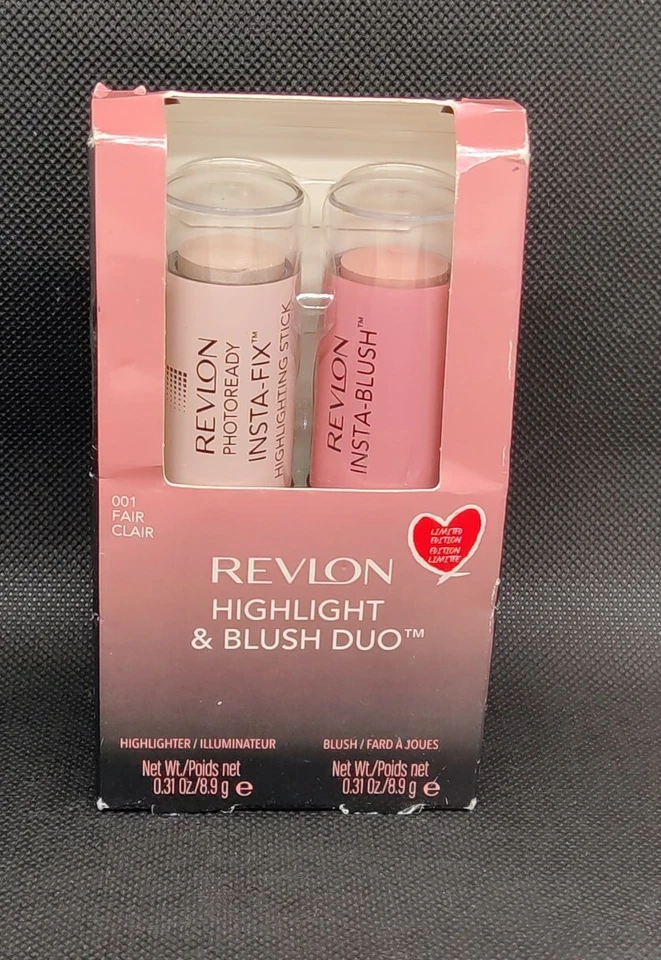 REVLON
PHOTOREADY
INSTA-FIX™
HIGHLIGHTING STICK
REVLON
INSTA-BLUSH™
001
FAIR
CLAIR
LIMITED
EDITION
ÉDITION
LIMITÉE
REVLON
HIGHLIGHT
& BLUSH DUO™
HIGHLIGHTER / ILLUMINATEUR
Net Wt./Poids net
0.31 Oz/8.9 g e
BLUSH / FARD À JOUES
Net Wt./Poids net
0.31 Oz/8.9 g e